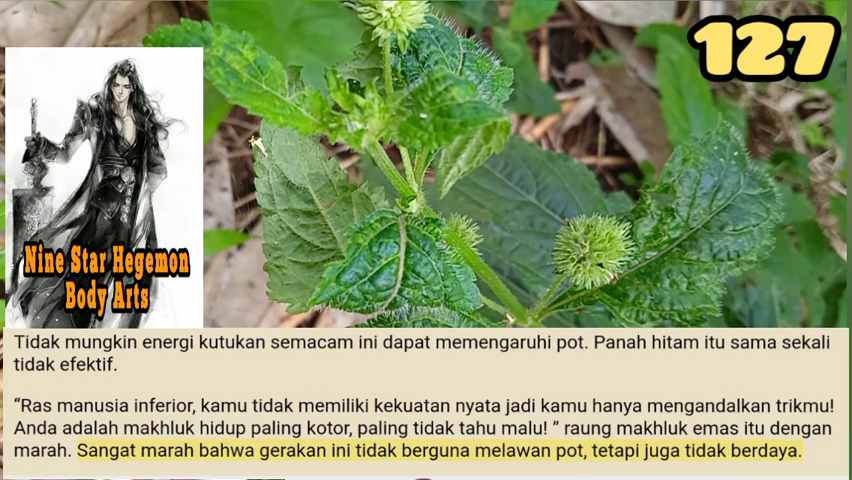 127
Nine Star Hegemon
Body Arts
Tidak mungkin energi kutukan semacam ini dapat memengaruhi pot. Panah hitam itu sama sekali
tidak efektif.
“Ras manusia inferior, kamu tidak memiliki kekuatan nyata jadi kamu hanya mengandalkan trikmu!
Anda adalah makhluk hidup paling kotor, paling tidak tahu malu! ” raung makhluk emas itu dengan
marah. Sangat marah bahwa gerakan ini tidak berguna melawan pot, tetapi juga tidak berdaya.